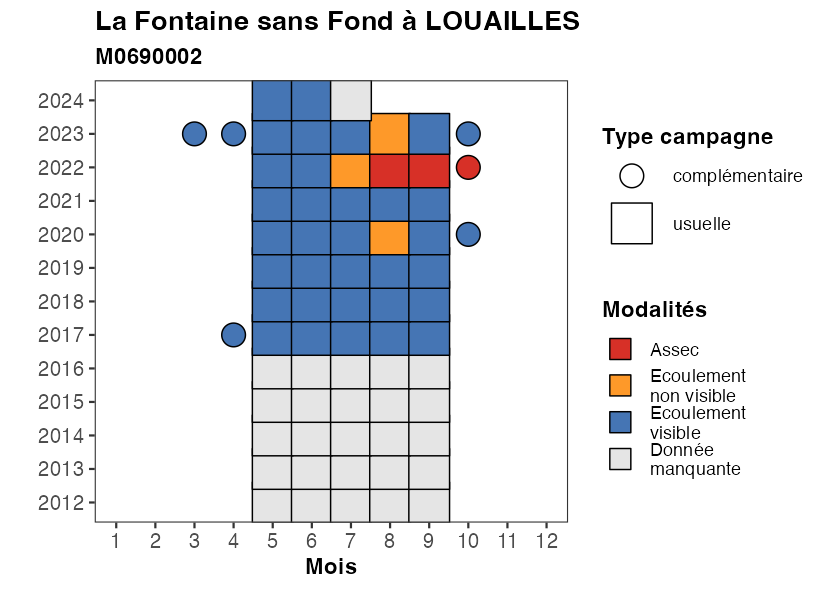 La Fontaine sans Fond à LOUAILLES
M0690002
2024
2023
2022
2021
2020
2019
2018
2017
2016
2015
2014
2013
2012
1 2 3 4 5 6 7 8 9 10 11 12
Mois
Type campagne
complémentaire
usuelle
Modalités
Assec
Ecoulement
non visible
Ecoulement
visible
Donnée
manquante